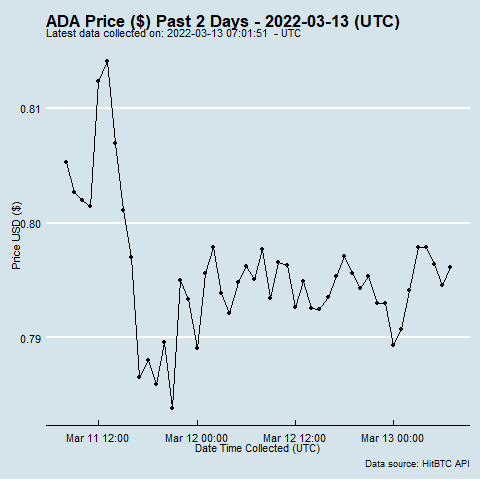 ADA Price ($) Past 2 Days - 2022-03-13 (UTC)
Latest data collected on: 2022-03-13 07:01:51  - UTC
0.81
0.80
0.79
Price USD ($)
Mar 11 12:00
Mar 12 00:00
Mar 12 12:00
Mar 13 00:00
Date Time Collected (UTC)
Data source: HitBTC API